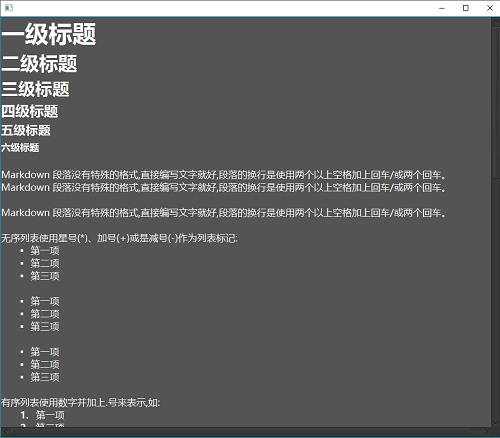 一级标题
二级标题
三级标题
四级标题
五级标题
六级标题
Markdown 段落没有特殊的格式,直接编写文字就好,段落的换行是使用两个以上空格加上回车/或两个回车。
Markdown 段落没有特殊的格式,直接编写文字就好,段落的换行是使用两个以上空格加上回车/或两个回车。
Markdown 段落没有特殊的格式,直接编写文字就好,段落的换行是使用两个以上空格加上回车/或两个回车。
无序列表使用星号(*)、加号(+)或是减号(-)作为列表标记:
• 第一项
• 第二项
• 第三项
• 第一项
• 第二项
• 第三项
• 第一项
• 第二项
• 第三项
有序列表使用数字并加上.号来表示,如:
1. 第一项
2. 第二项